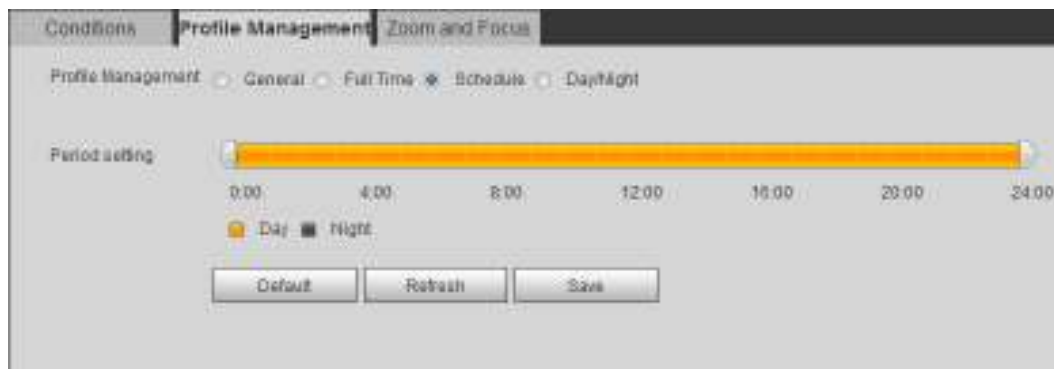 Conditions Profile Management Zoom and Focus
Profile Management General Full Time Schedule Day/Night
Period setting
0:00 4:00 8:00 12:00 16:00 20:00 24:00
Day Night
Default Refresh Save